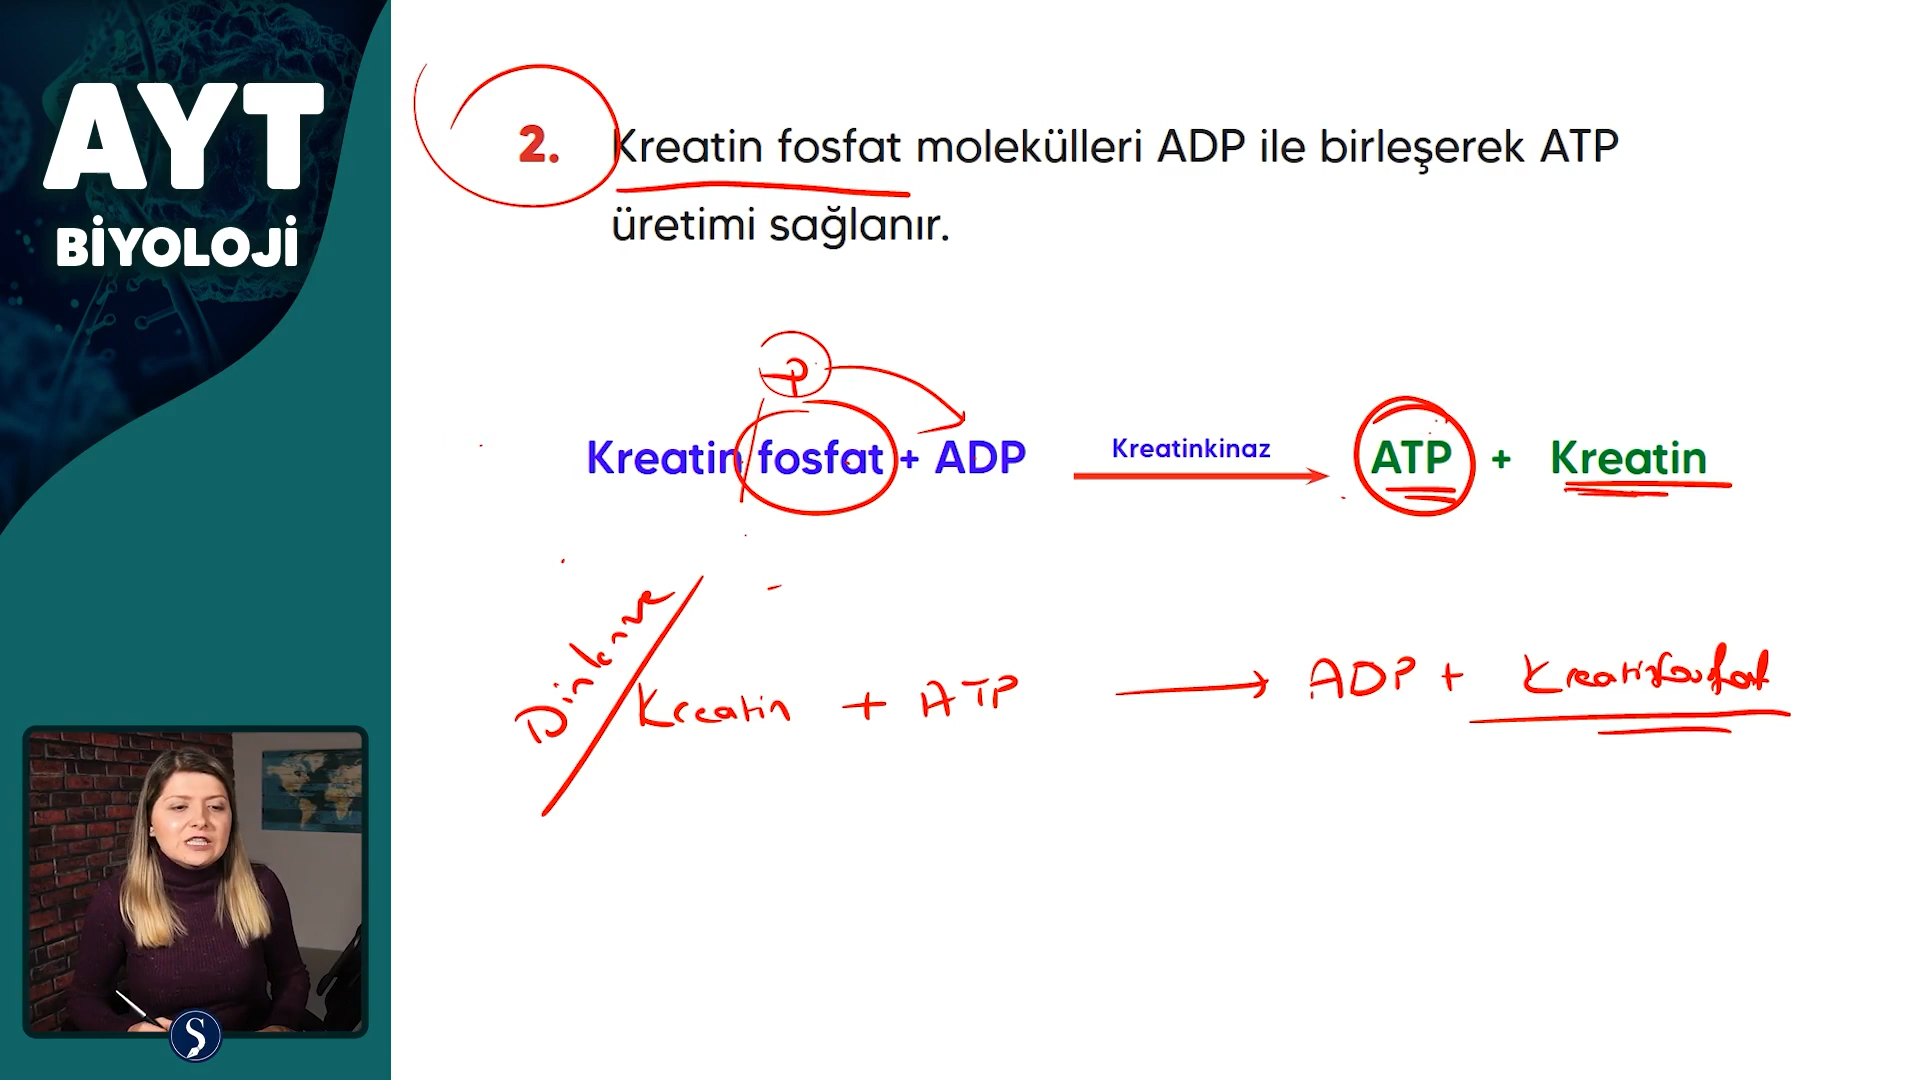 AYT
BİYOLOJİ
2. Kreatin fosfat molekülleri ADP ile birleşerek ATP
üretimi sağlanır.
P
Kreatin fosfat + ADP Kreatinkinaz ATP + Kreatin
Dinlenme
Kreatin + ATP → ADP + Kreatinfosfat
S